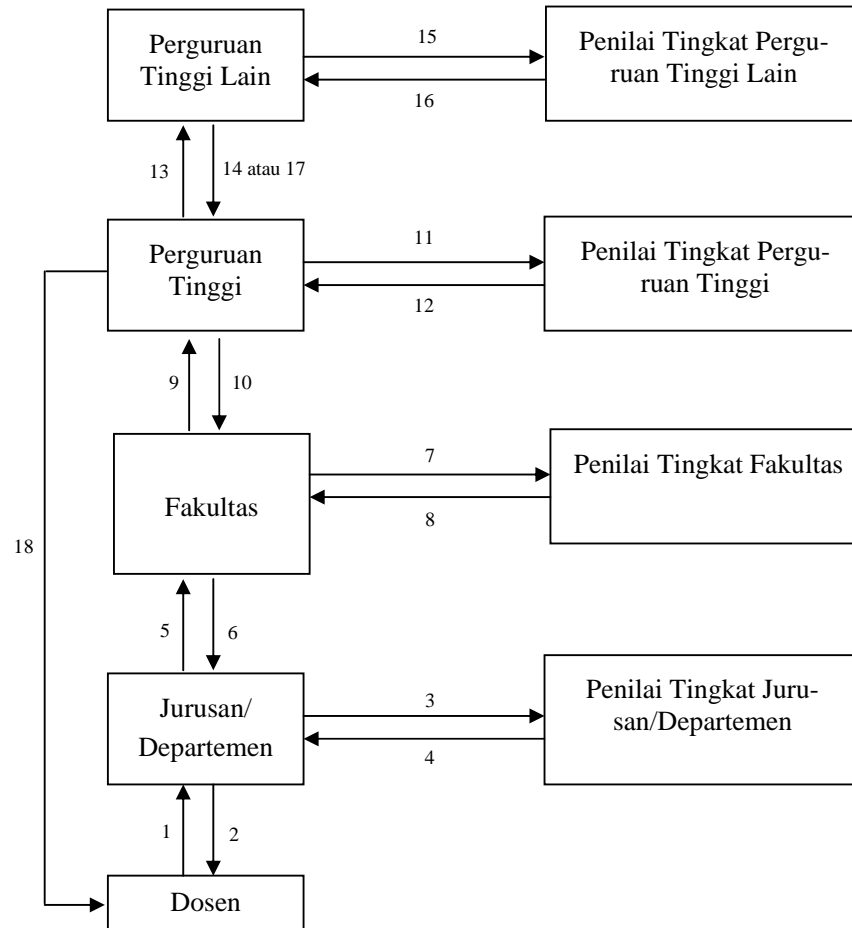 Perguruan
Tinggi Lain
15
16
Penilai Tingkat Pergu-
ruan Tinggi Lain
13
14 atau 17
Perguruan
Tinggi
11
12
Penilai Tingkat Pergu-
ruan Tinggi
9
10
Fakultas
7
8
Penilai Tingkat Fakultas
18
5
6
Jurusan/
Departemen
3
4
Penilai Tingkat Juru-
san/Departemen
1
2
Dosen